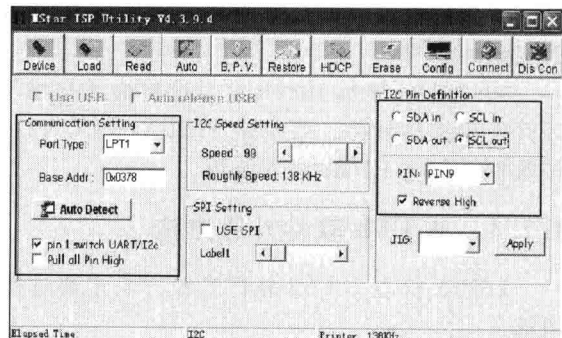 MStar ISP Utility V4.3.9.d
Device Load Read Auto B.P.V. Restore HDCP Erase Config Connect Dis Con
Use USB Auto release USB
Communication Setting
Port Type: LPT1
Base Addr: 0x0378
Auto Detect
pin 1 switch UART/I2c
Pull all Pin High
I2C Speed Setting
Speed : 99
Roughly Speed: 138 KHz
SPI Setting
USE SPI
Label1
I2C Pin Definition
SDA in SCL in
SDA out SCL out
PIN: PIN9
Reverse High
JIG: Apply
Elapsed Time I2C Printer 138KHz